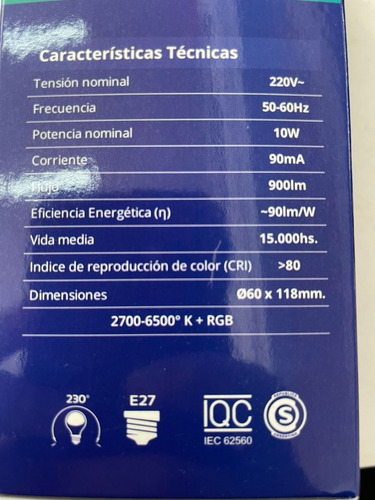 Características Técnicas
Tensión nominal 220V~
Frecuencia 50-60Hz
Potencia nominal 10W
Corriente 90mA
Flujo 900lm
Eficiencia Energética (η) ~90lm/W
Vida media 15.000hs.
Indice de reproducción de color (CRI) >80
Dimensiones Ø60 x 118mm.
2700-6500° K + RGB
230° E27 IQC S
IEC 62560